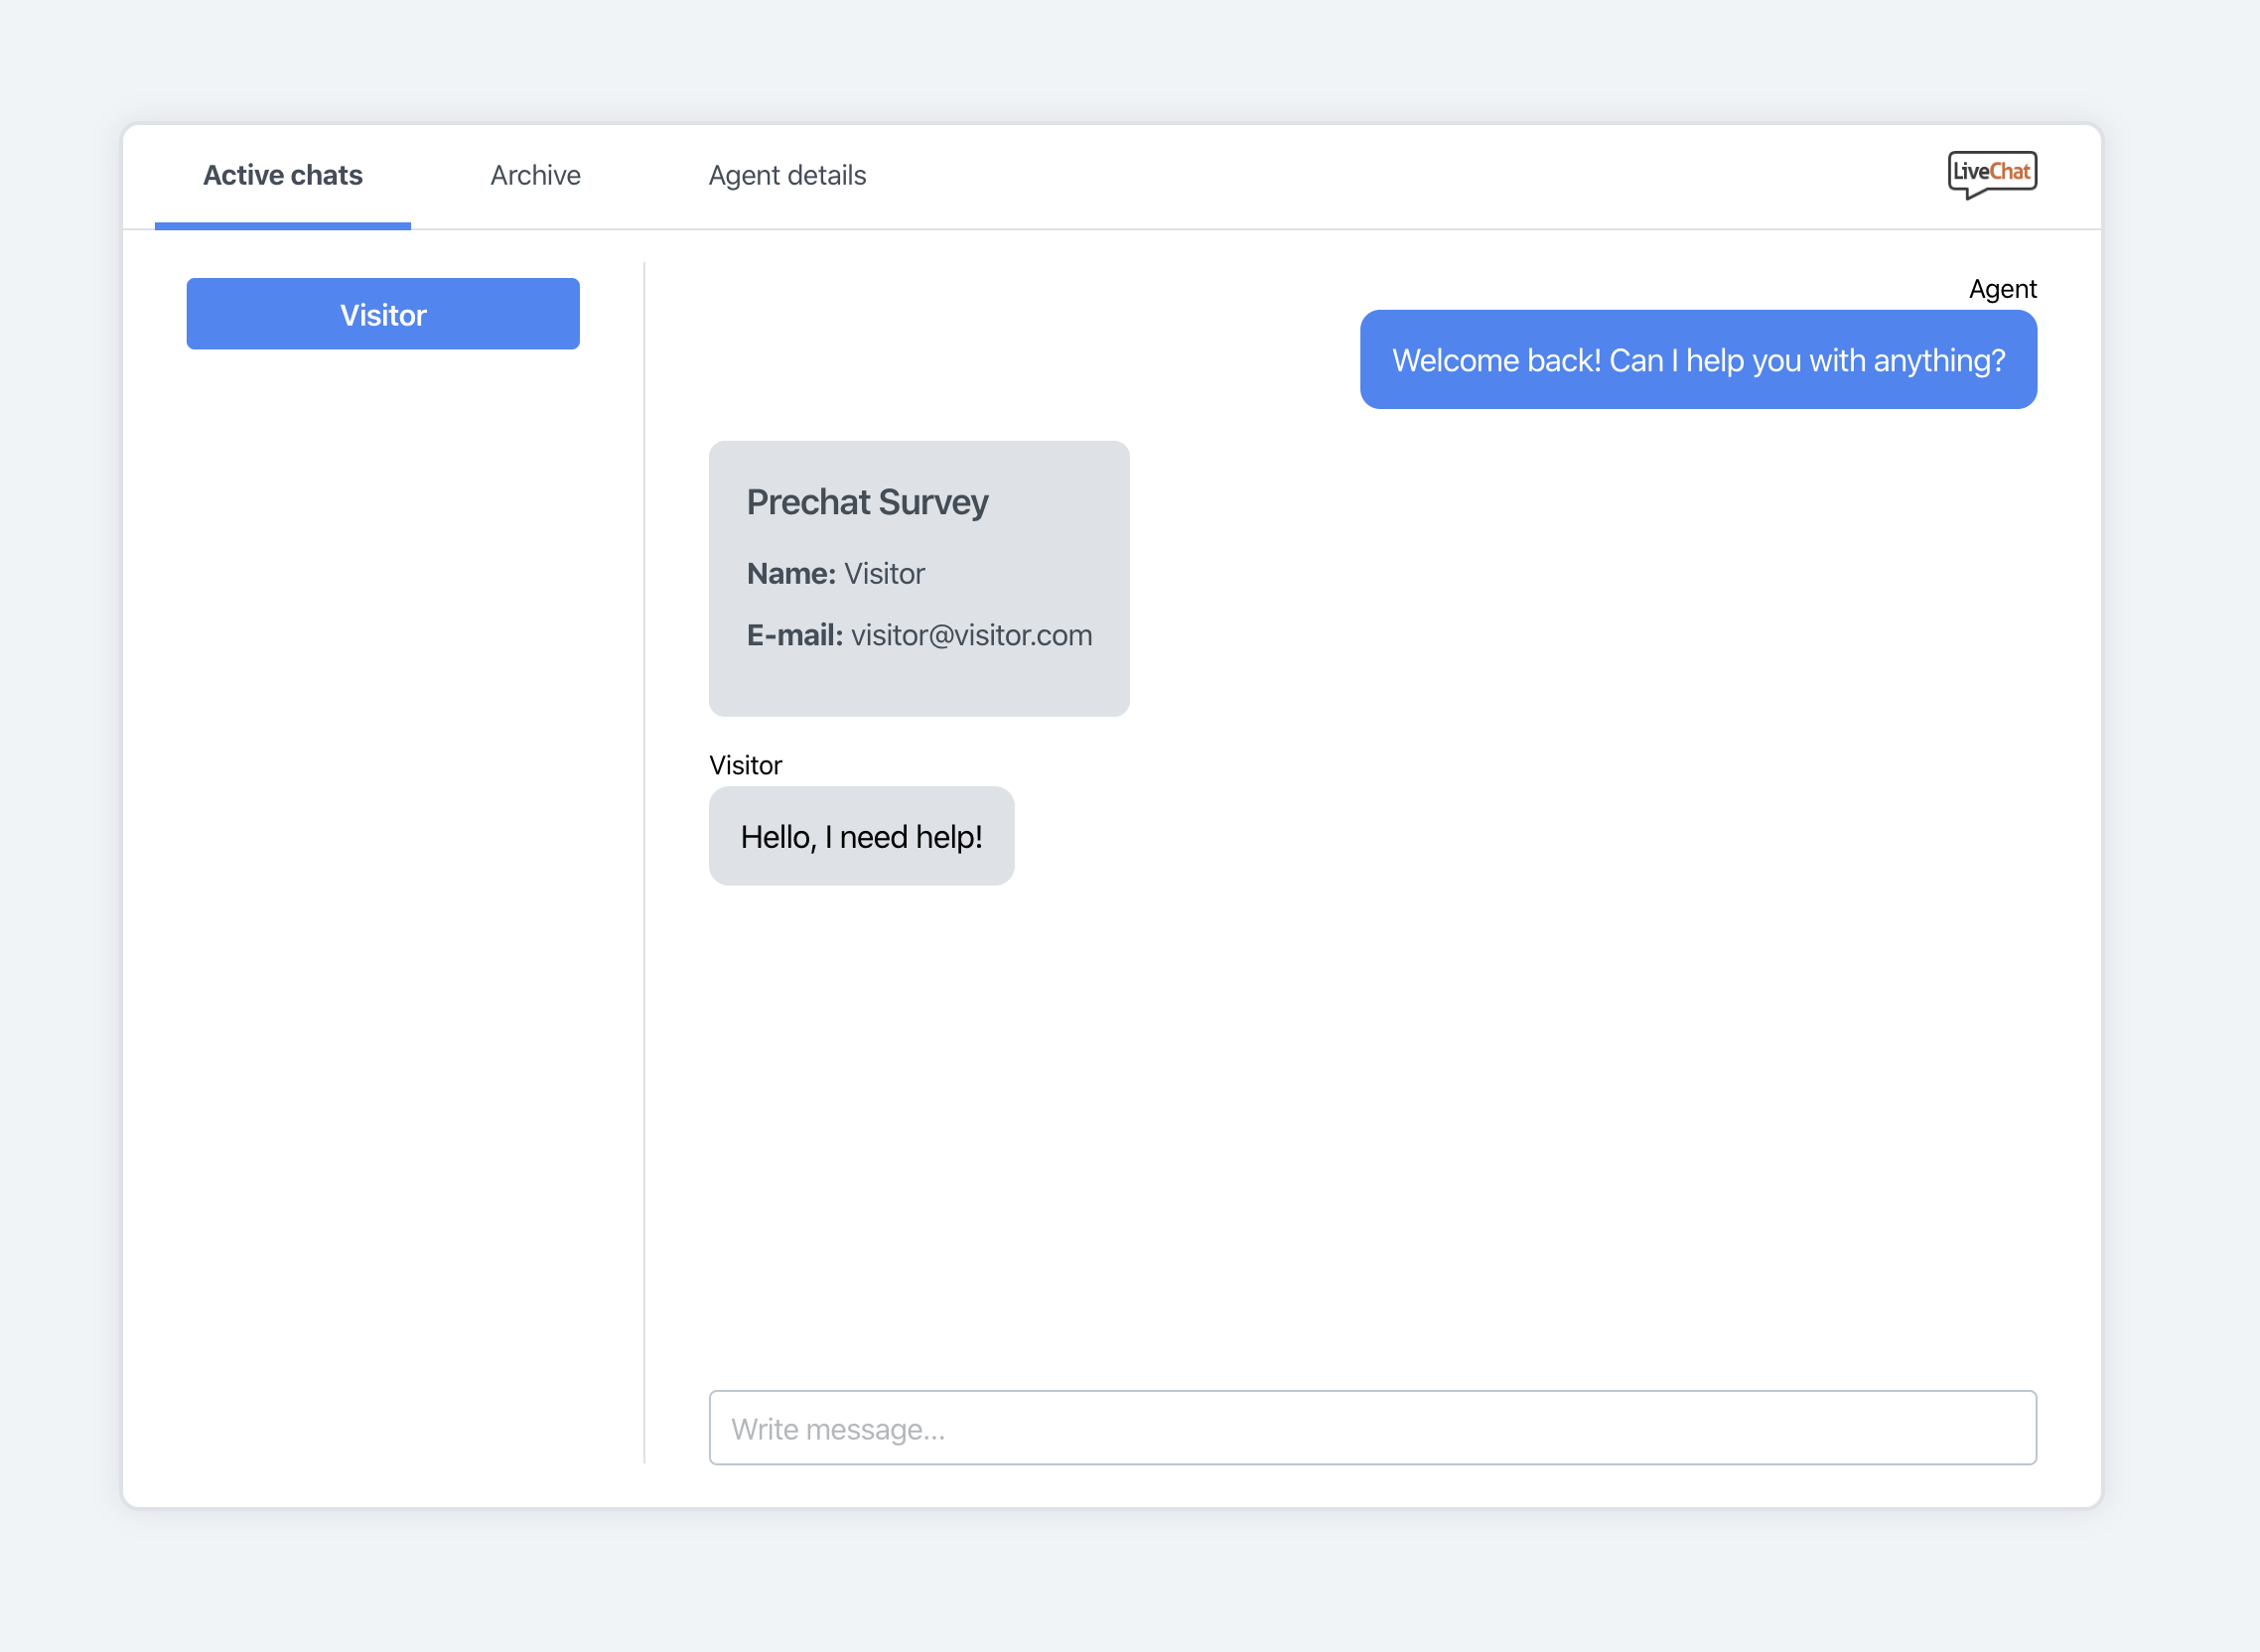 Active chats
Archive
Agent details
LiveChat
Visitor
Agent
Welcome back! Can I help you with anything?
Prechat Survey
Name: Visitor
E-mail: visitor@visitor.com
Visitor
Hello, I need help!
Write message...